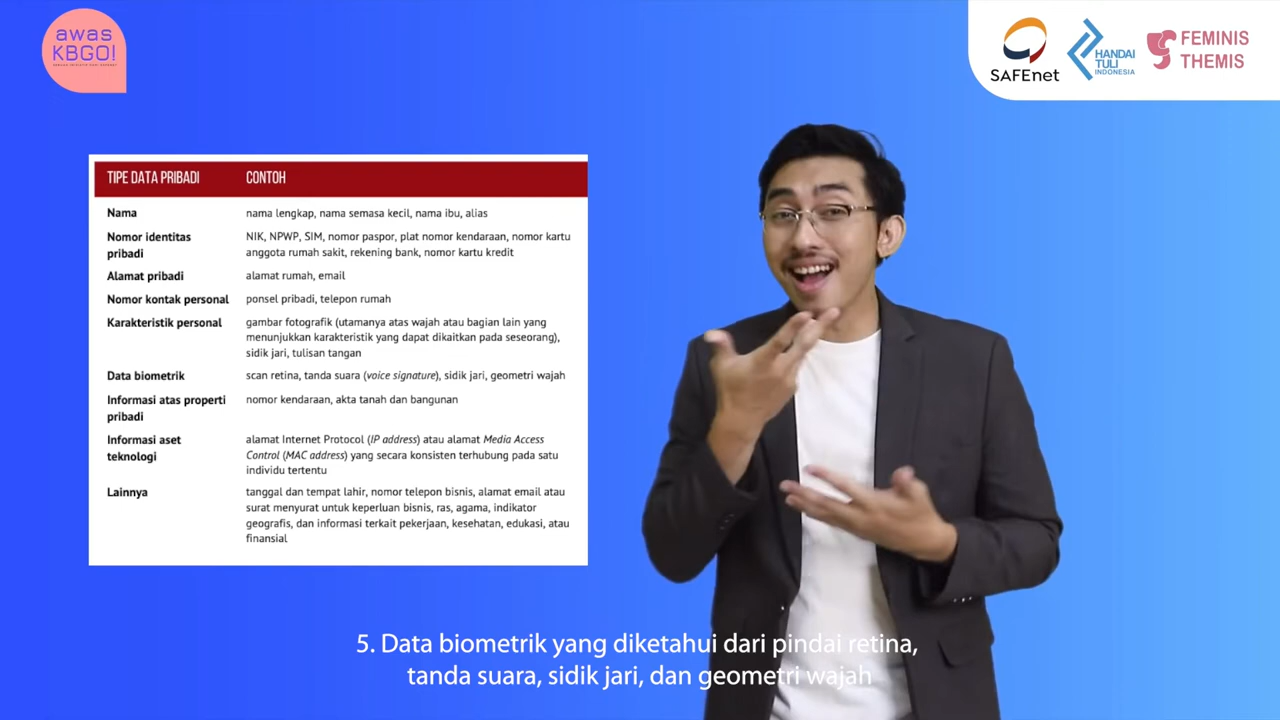 awas
KBGO!
SAFEnet
HANDAI
TULI
INDONESIA
FEMINIS
THEMIS
TIPE DATA PRIBADI CONTOH
Nama nama lengkap, nama semasa kecil, nama ibu, alias
Nomor identitas NIK, NPWP, SIM, nomor paspor, plat nomor kendaraan, nomor kartu
pribadi anggota rumah sakit, rekening bank, nomor kartu kredit
Alamat pribadi alamat rumah, email
Nomor kontak personal ponsel pribadi, telepon rumah
Karakteristik personal gambar fotografik (utamanya atas wajah atau bagian lain yang
menunjukkan karakteristik yang dapat dikaitkan pada seseorang),
sidik jari, tulisan tangan
Data biometrik scan retina, tanda suara (voice signature), sidik jari, geometri wajah
Informasi atas properti nomor kendaraan, akta tanah dan bangunan
pribadi
Informasi aset alamat Internet Protocol (IP address) atau alamat Media Access
teknologi Control (MAC address) yang secara konsisten terhubung pada satu
individu tertentu
Lainnya tanggal dan tempat lahir, nomor telepon bisnis, alamat email atau
surat menyurat untuk keperluan bisnis, ras, agama, indikator
geografis, dan informasi terkait pekerjaan, kesehatan, edukasi, atau
finansial
5. Data biometrik yang diketahui dari pindai retina,
tanda suara, sidik jari, dan geometri wajah